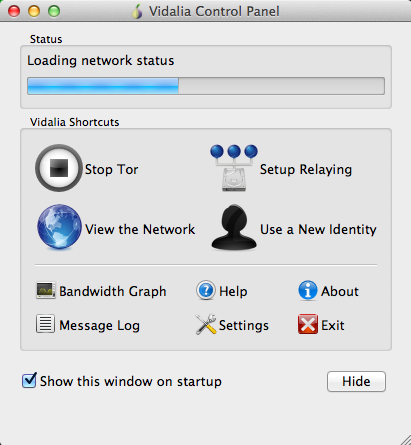 Vidalia Control Panel
Status
Loading network status
Vidalia Shortcuts
Stop Tor
Setup Relaying
View the Network
Use a New Identity
Bandwidth Graph
Help
About
Message Log
Settings
Exit
Show this window on startup
Hide